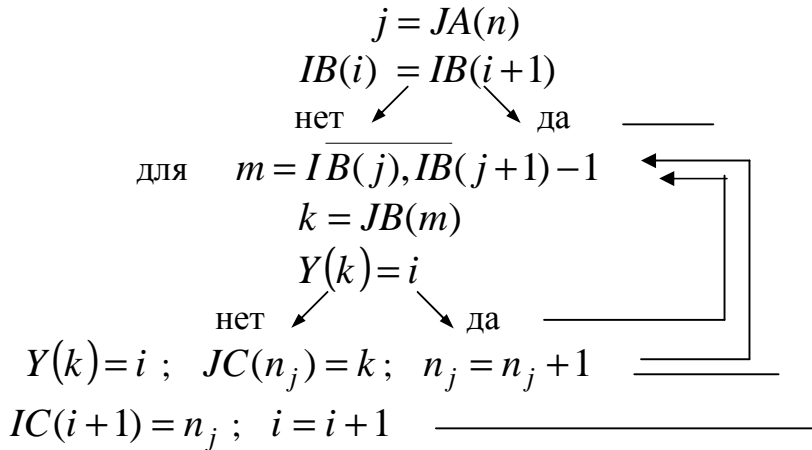 j = JA(n)
IB(i) = IB(i+1)
нет да
для m = IB(j),IB(j+1)−1
k = JB(m)
Y(k)=i
нет да
Y(k)=i ; JC(n_j)=k ; n_j = n_j +1
IC(i+1)=n_j ; i=i+1